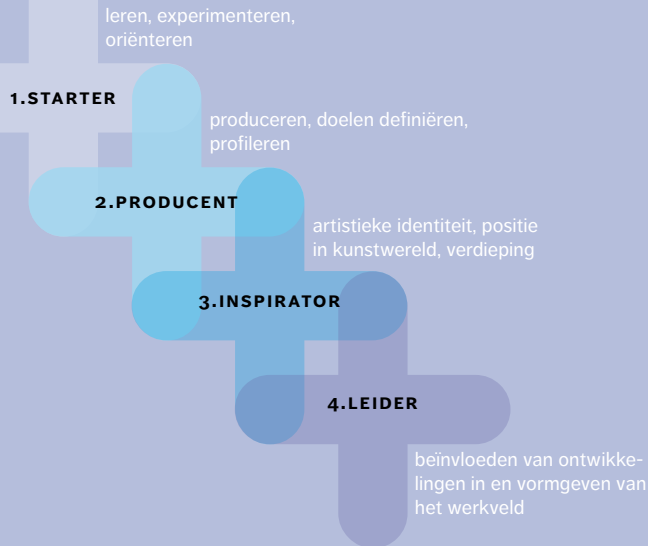 leren, experimenteren,
oriënteren
1.STARTER
produceren, doelen definiëren,
profileren
2.PRODUCENT
artistieke identiteit, positie
in kunstwereld, verdieping
3.INSPIRATOR
4.LEIDER
beïnvloeden van ontwikke-
lingen in en vormgeven van
het werkveld